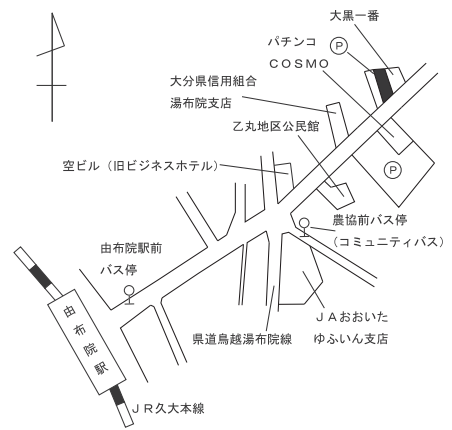 大黒一番
パチンコ
P
ＣＯＳＭＯ
大分県信用組合
湯布院支店
乙丸地区公民館
空ビル（旧ビジネスホテル）
P
農協前バス停
（コミュニティバス）
由布院駅前
バス停
由布院駅
県道鳥越湯布院線
ＪＡおおいた
ゆふいん支店
ＪＲ久大本線